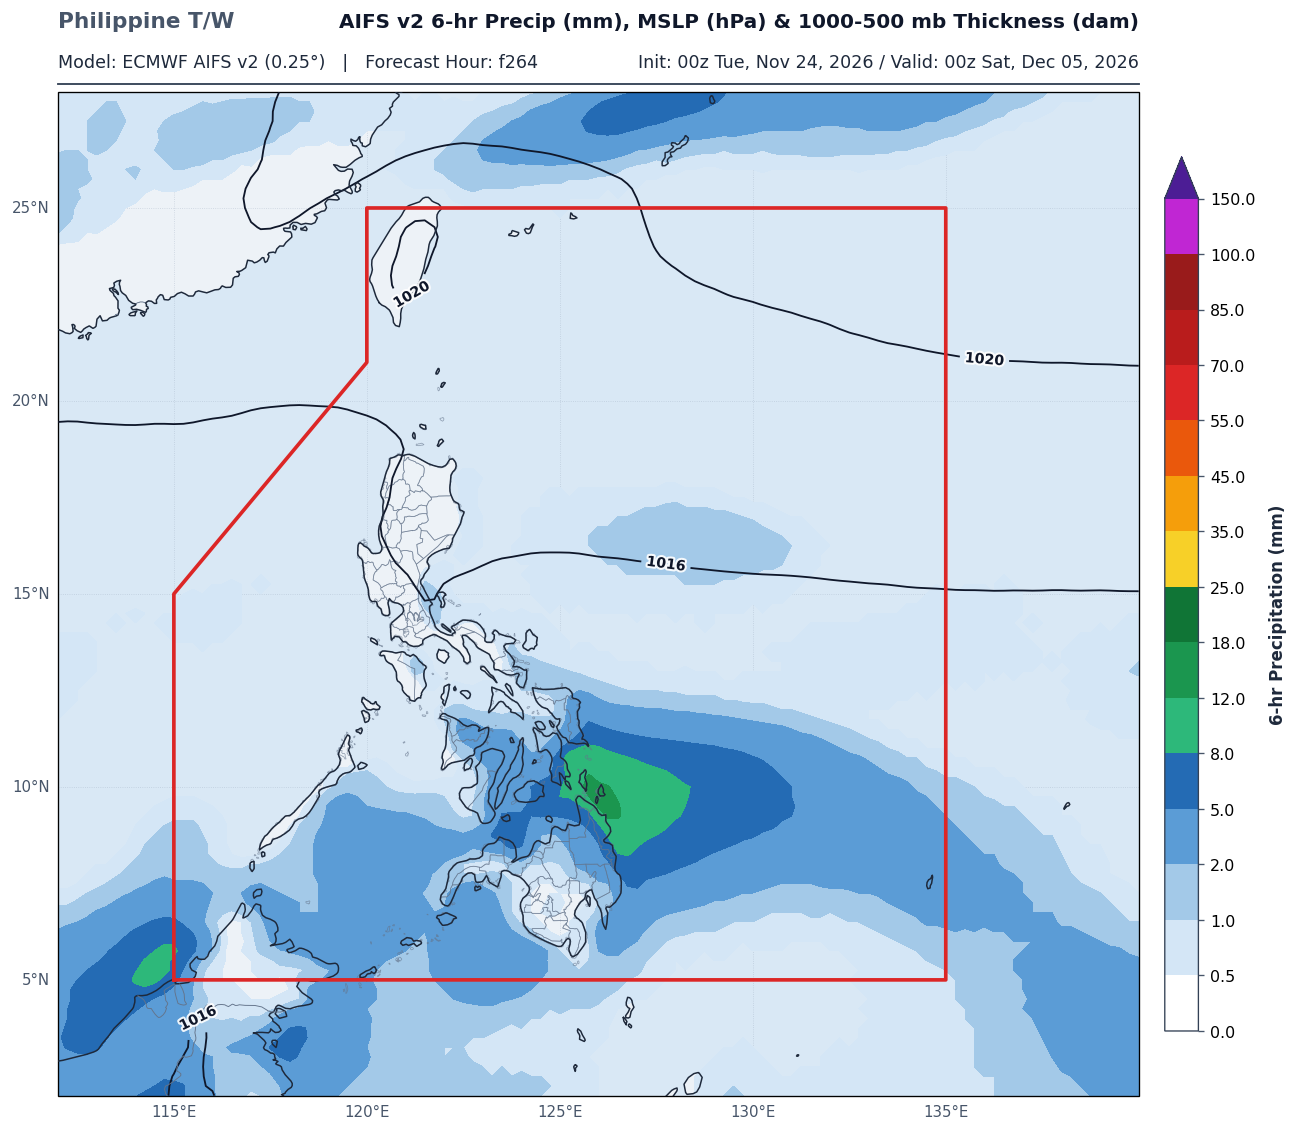 Philippine T/W
AIFS v2 6-hr Precip (mm), MSLP (hPa) & 1000-500 mb Thickness (dam)
Model: ECMWF AIFS v2 (0.25°)   |   Forecast Hour: f264
Init: 00z Tue, Nov 24, 2026 / Valid: 00z Sat, Dec 05, 2026
25°N
20°N
15°N
10°N
5°N
115°E
120°E
125°E
130°E
135°E
1020
1020
1016
1016
150.0
100.0
85.0
70.0
55.0
45.0
35.0
25.0
18.0
12.0
8.0
5.0
2.0
1.0
0.5
0.0
6-hr Precipitation (mm)